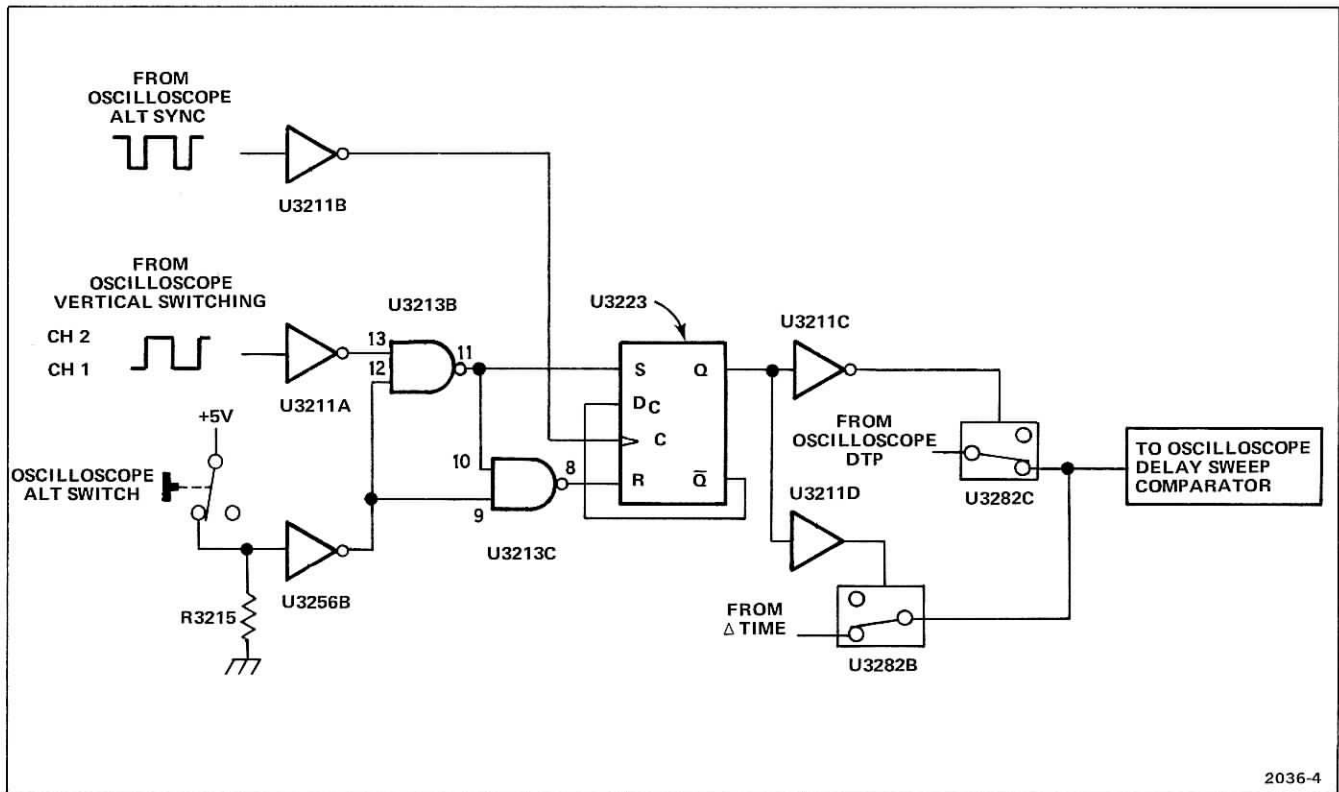 FROM
OSCILLOSCOPE
ALT SYNC
U3211B
FROM
OSCILLOSCOPE
VERTICAL SWITCHING
CH 2
CH 1
U3211A
U3213B
13
12
11
+5V
OSCILLOSCOPE
ALT SWITCH
R3215
U3256B
10
9
8
U3213C
U3223
S Q
DC
C
R Q̅
U3211C
FROM
OSCILLOSCOPE
DTP
U3282C
U3211D
FROM
Δ TIME
U3282B
TO OSCILLOSCOPE
DELAY SWEEP
COMPARATOR
2036-4